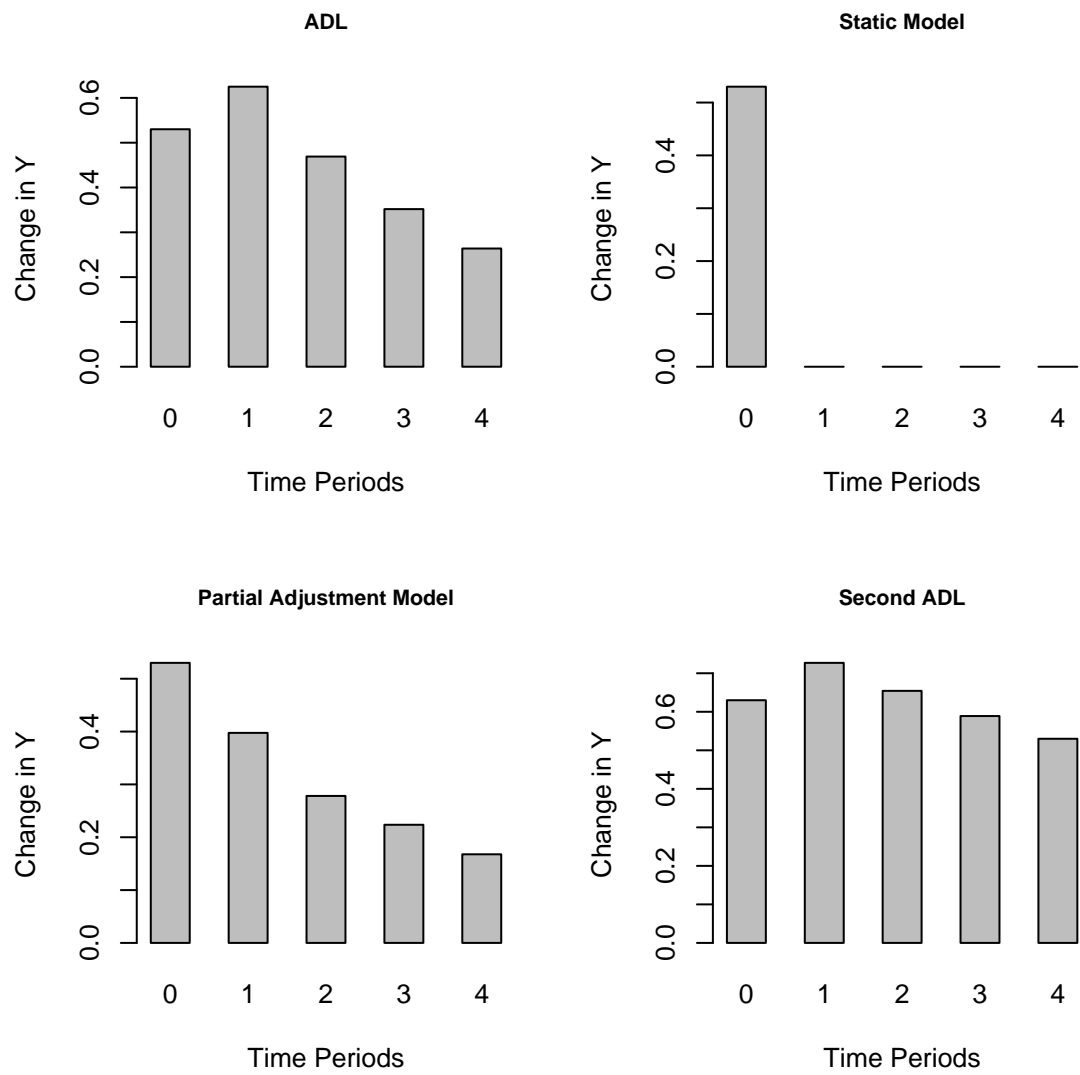 ADL
Change in Y
0.0 0.2 0.4 0.6
0 1 2 3 4
Time Periods
Static Model
Change in Y
0.0 0.2 0.4
0 1 2 3 4
Time Periods
Partial Adjustment Model
Change in Y
0.0 0.2 0.4
0 1 2 3 4
Time Periods
Second ADL
Change in Y
0.0 0.2 0.4 0.6
0 1 2 3 4
Time Periods